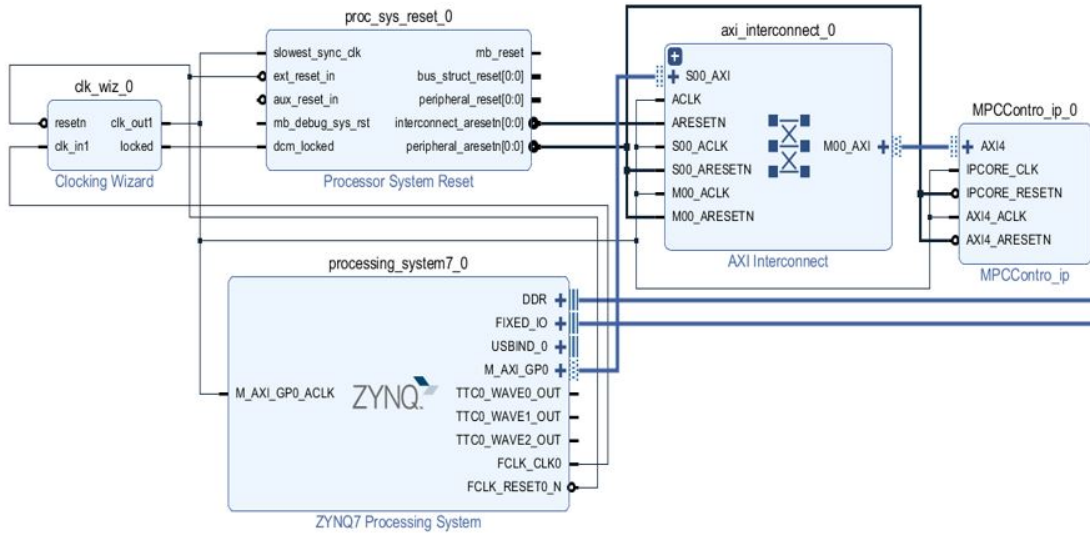 proc_sys_reset_0
slowest_sync_clk
ext_reset_in
aux_reset_in
mb_debug_sys_rst
dcm_locked
mb_reset
bus_struct_reset[0:0]
peripheral_reset[0:0]
interconnect_aresetn[0:0]
peripheral_aresetn[0:0]
Processor System Reset
clk_wiz_0
resetn
clk_in1
clk_out1
locked
Clocking Wizard
axi_interconnect_0
S00_AXI
ACLK
ARESETN
S00_ACLK
S00_ARESETN
M00_ACLK
M00_ARESETN
M00_AXI
AXI Interconnect
MPCContro_ip_0
AXI4
IPCORE_CLK
IPCORE_RESETN
AXI4_ACLK
AXI4_ARESETN
MPCContro_ip
processing_system7_0
M_AXI_GP0_ACLK
ZYNQ
DDR
FIXED_IO
USBIND_0
M_AXI_GP0
TTC0_WAVE0_OUT
TTC0_WAVE1_OUT
TTC0_WAVE2_OUT
FCLK_CLK0
FCLK_RESET0_N
ZYNQ7 Processing System